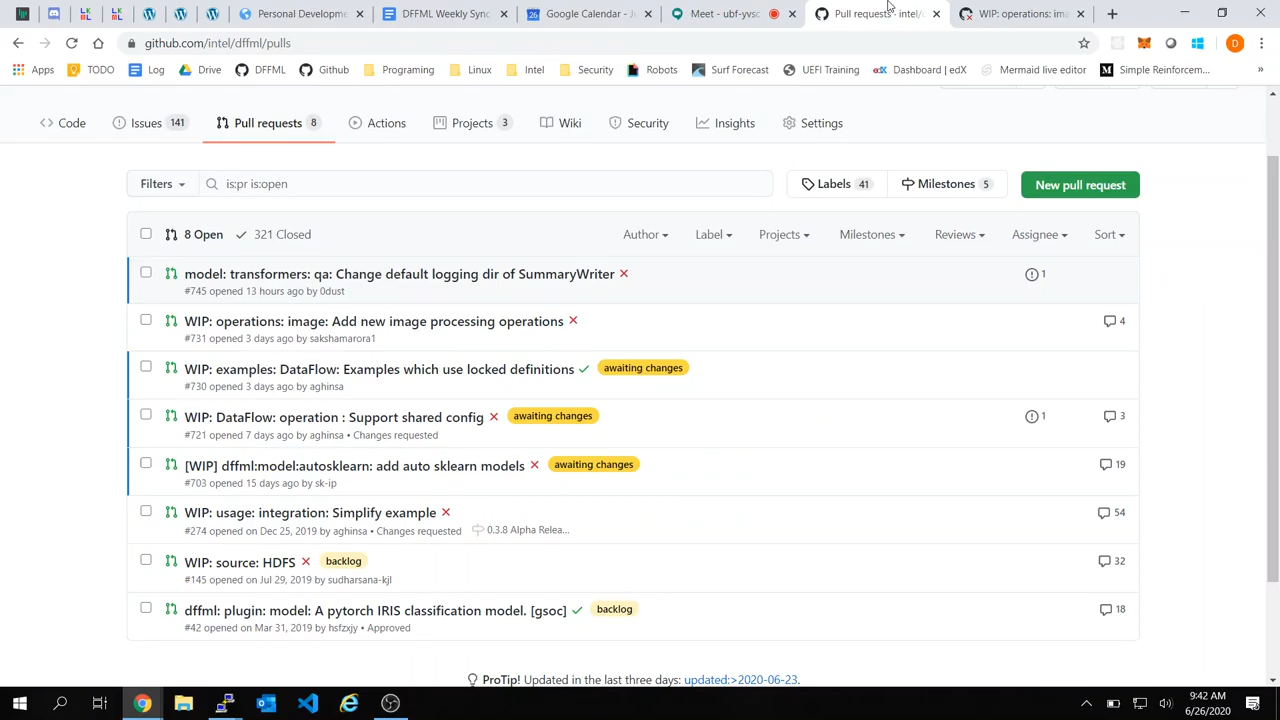 Personal Developme
DFFML Weekly Sync
Google Calendar - Ju
Meet - ubf-yvsc
Pull requests · intel/d
WIP: operations: ima
github.com/intel/dffml/pulls
Apps
TODO
Log
Drive
DFFML
Github
Programing
Linux
Intel
Security
Robots
Surf Forecast
UEFI Training
edX Dashboard | edX
Mermaid live editor
Simple Reinforcem...
»
Code
Issues 141
Pull requests 8
Actions
Projects 3
Wiki
Security
Insights
Settings
Filters
is:pr is:open
Labels 41
Milestones 5
New pull request
8 Open
321 Closed
Author
Label
Projects
Milestones
Reviews
Assignee
Sort
model: transformers: qa: Change default logging dir of SummaryWriter
1
#745 opened 13 hours ago by 0dust
WIP: operations: image: Add new image processing operations
4
#731 opened 3 days ago by sakshamarora1
WIP: examples: DataFlow: Examples which use locked definitions awaiting changes
#730 opened 3 days ago by aghinsa
WIP: DataFlow: operation : Support shared config awaiting changes
1
3
#721 opened 7 days ago by aghinsa • Changes requested
[WIP] dffml:model:autosklearn: add auto sklearn models awaiting changes
19
#703 opened 15 days ago by sk-ip
WIP: usage: integration: Simplify example
54
#274 opened on Dec 25, 2019 by aghinsa • Changes requested 0.3.8 Alpha Relea...
WIP: source: HDFS backlog
32
#145 opened on Jul 29, 2019 by sudharsana-kjl
dffml: plugin: model: A pytorch IRIS classification model. [gsoc] backlog
18
#42 opened on Mar 31, 2019 by hsfzxjy • Approved
ProTip! Updated in the last three days: updated:>2020-06-23.
9:42 AM
6/26/2020